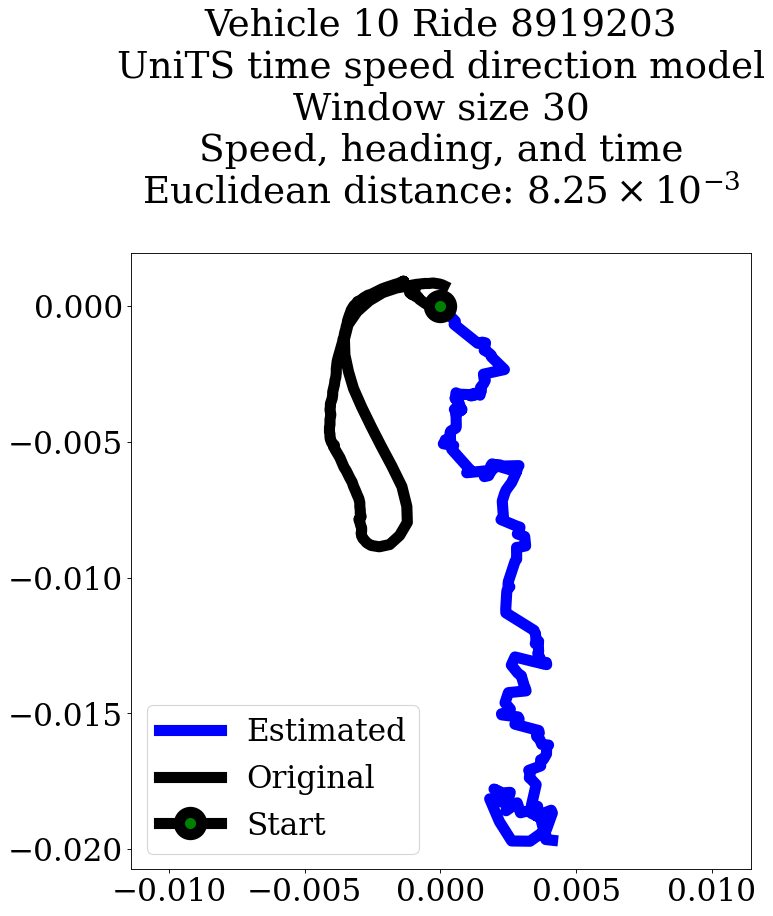 Vehicle 10 Ride 8919203
UniTS time speed direction model
Window size 30
Speed, heading, and time
Euclidean distance: 8.25 × 10⁻³
0.000
−0.005
−0.010
−0.015
−0.020
Estimated
Original
Start
−0.010 −0.005 0.000 0.005 0.010